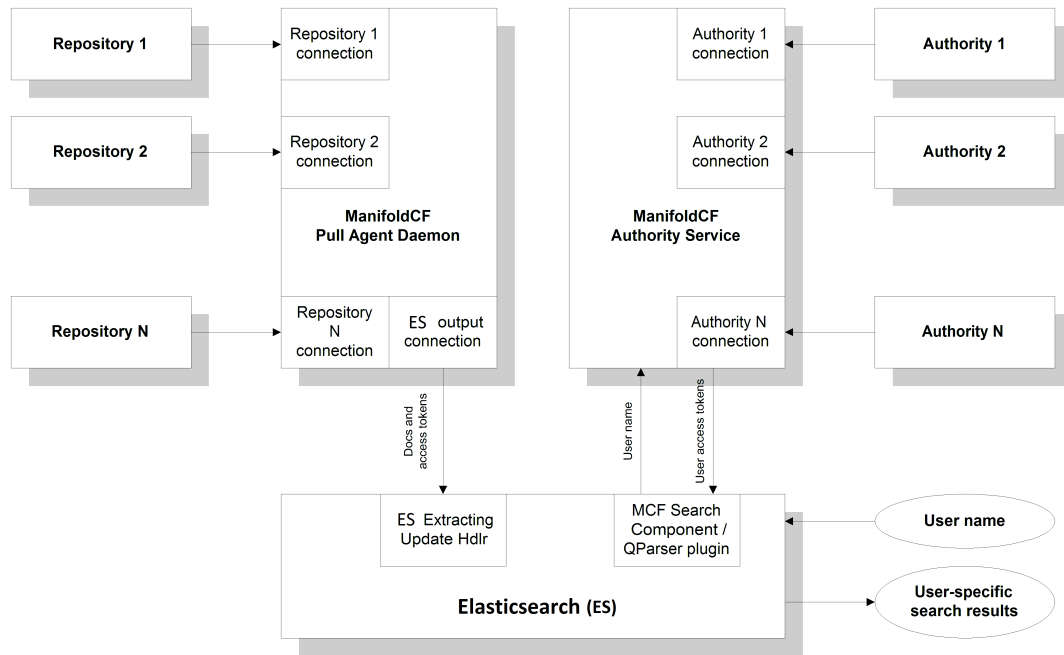 Repository 1
Repository 1
connection
Authority 1
connection
Authority 1
Repository 2
Repository 2
connection
Authority 2
connection
Authority 2
ManifoldCF
Pull Agent Daemon
ManifoldCF
Authority Service
Repository N
Repository
N
connection
ES output
connection
Authority N
connection
Authority N
Docs and
access tokens
User name
User access tokens
ES Extracting
Update Hdlr
MCF Search
Component /
QParser plugin
User name
Elasticsearch (ES)
User-specific
search results